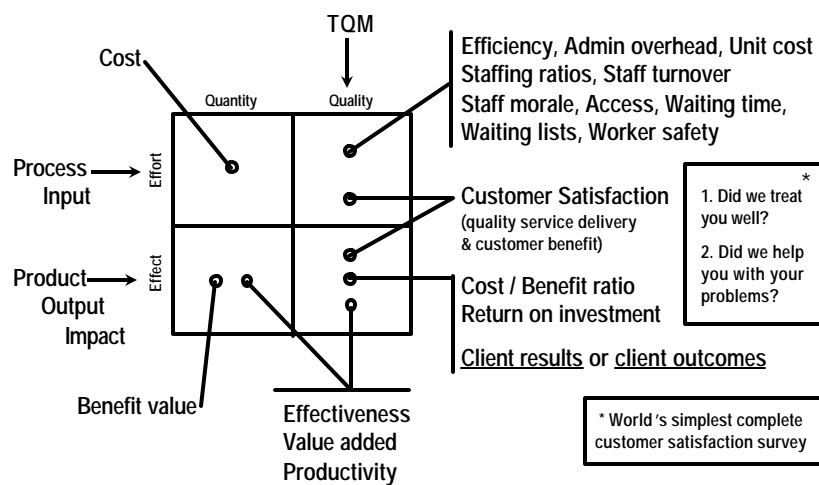 TQM
Cost
Efficiency, Admin overhead, Unit cost
Staffing ratios, Staff turnover
Staff morale, Access, Waiting time,
Waiting lists, Worker safety
Quantity
Quality
Process
Input
Effort
Customer Satisfaction
(quality service delivery
& customer benefit)
*
1. Did we treat
you well?
2. Did we help
you with your
problems?
Product
Output
Impact
Effect
Cost / Benefit ratio
Return on investment
Client results or client outcomes
Benefit value
Effectiveness
Value added
Productivity
* World's simplest complete
customer satisfaction survey